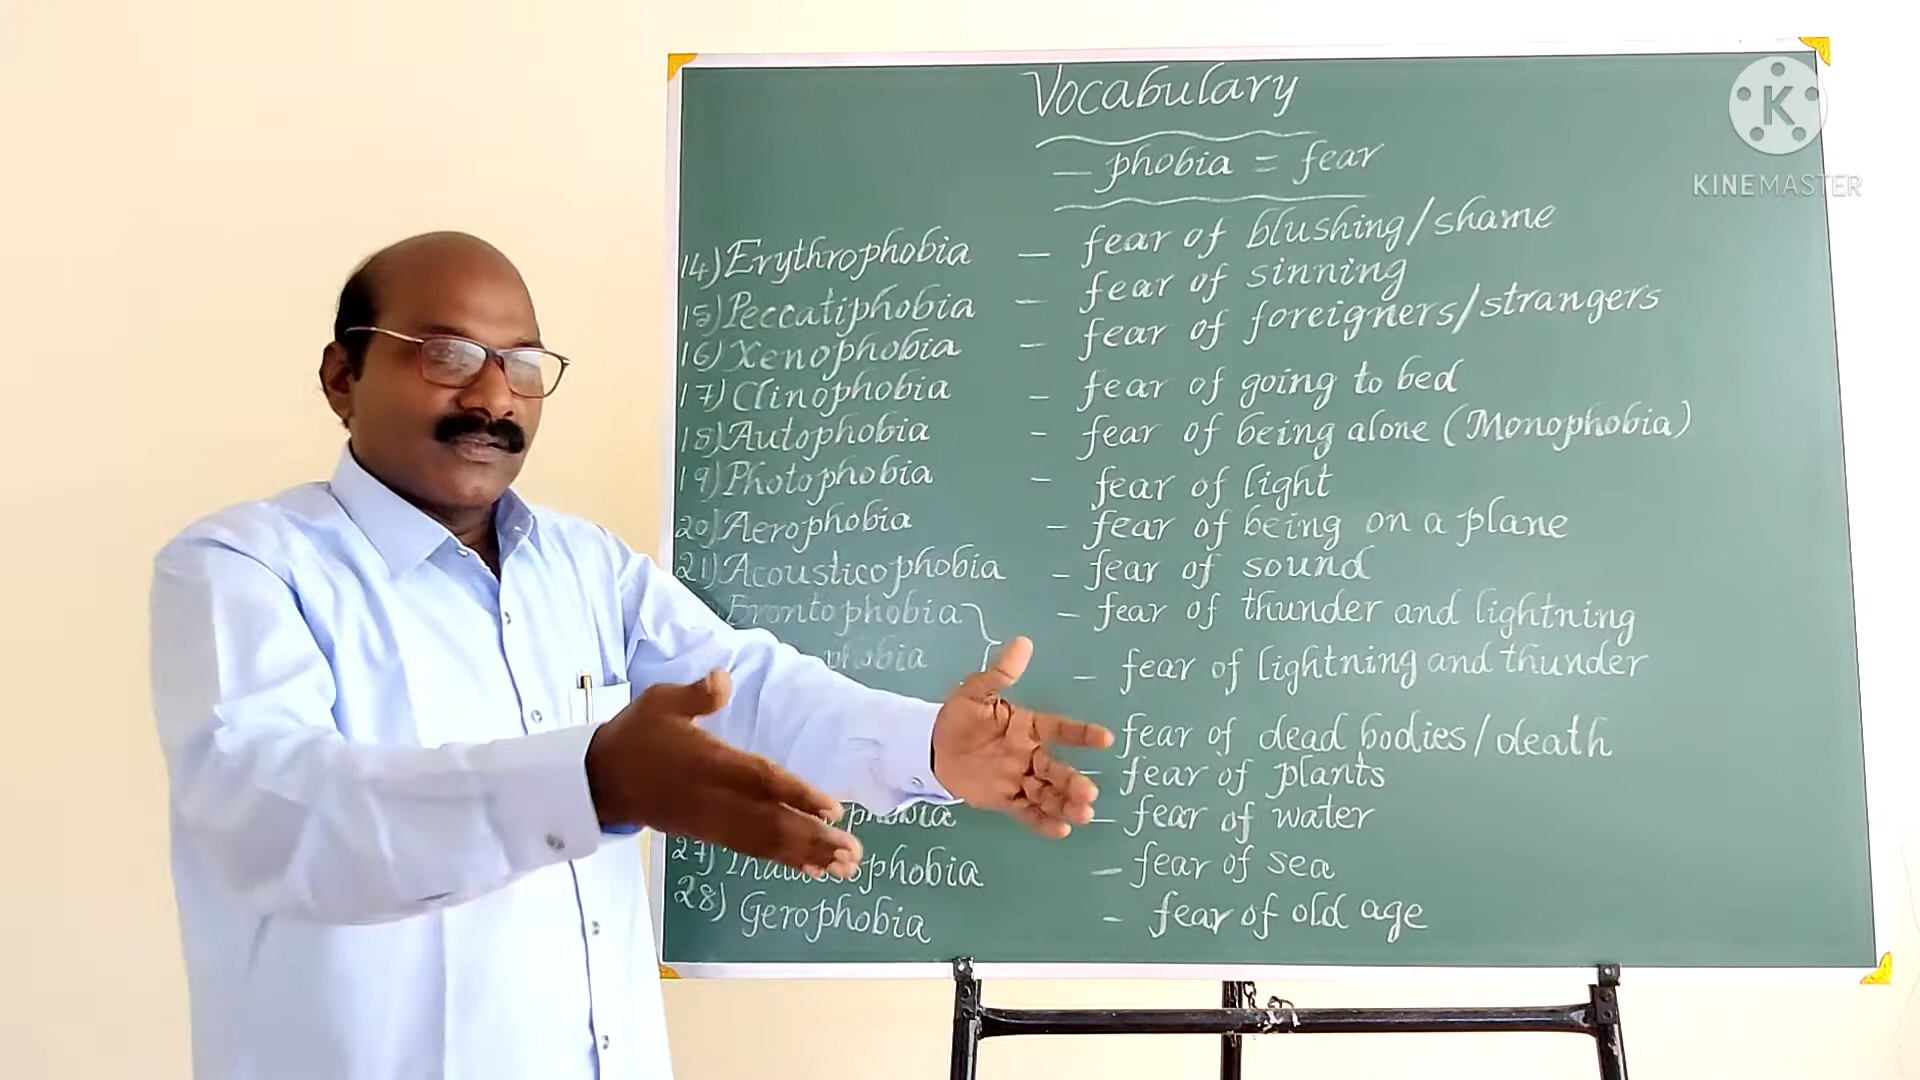 Vocabulary
– phobia = fear
14) Erythrophobia – fear of blushing/shame
15) Peccatiphobia – fear of sinning
16) Xenophobia – fear of foreigners/strangers
17) Clinophobia – fear of going to bed
18) Autophobia – fear of being alone (Monophobia)
19) Photophobia – fear of light
20) Aerophobia – fear of being on a plane
21) Acousticophobia – fear of sound
Brontophobia – fear of thunder and lightning
phobia – fear of lightning and thunder
fear of dead bodies/death
– fear of plants
phobia – fear of water
27) Thalassophobia – fear of sea
28) Gerophobia – fear of old age
K
KINEMASTER